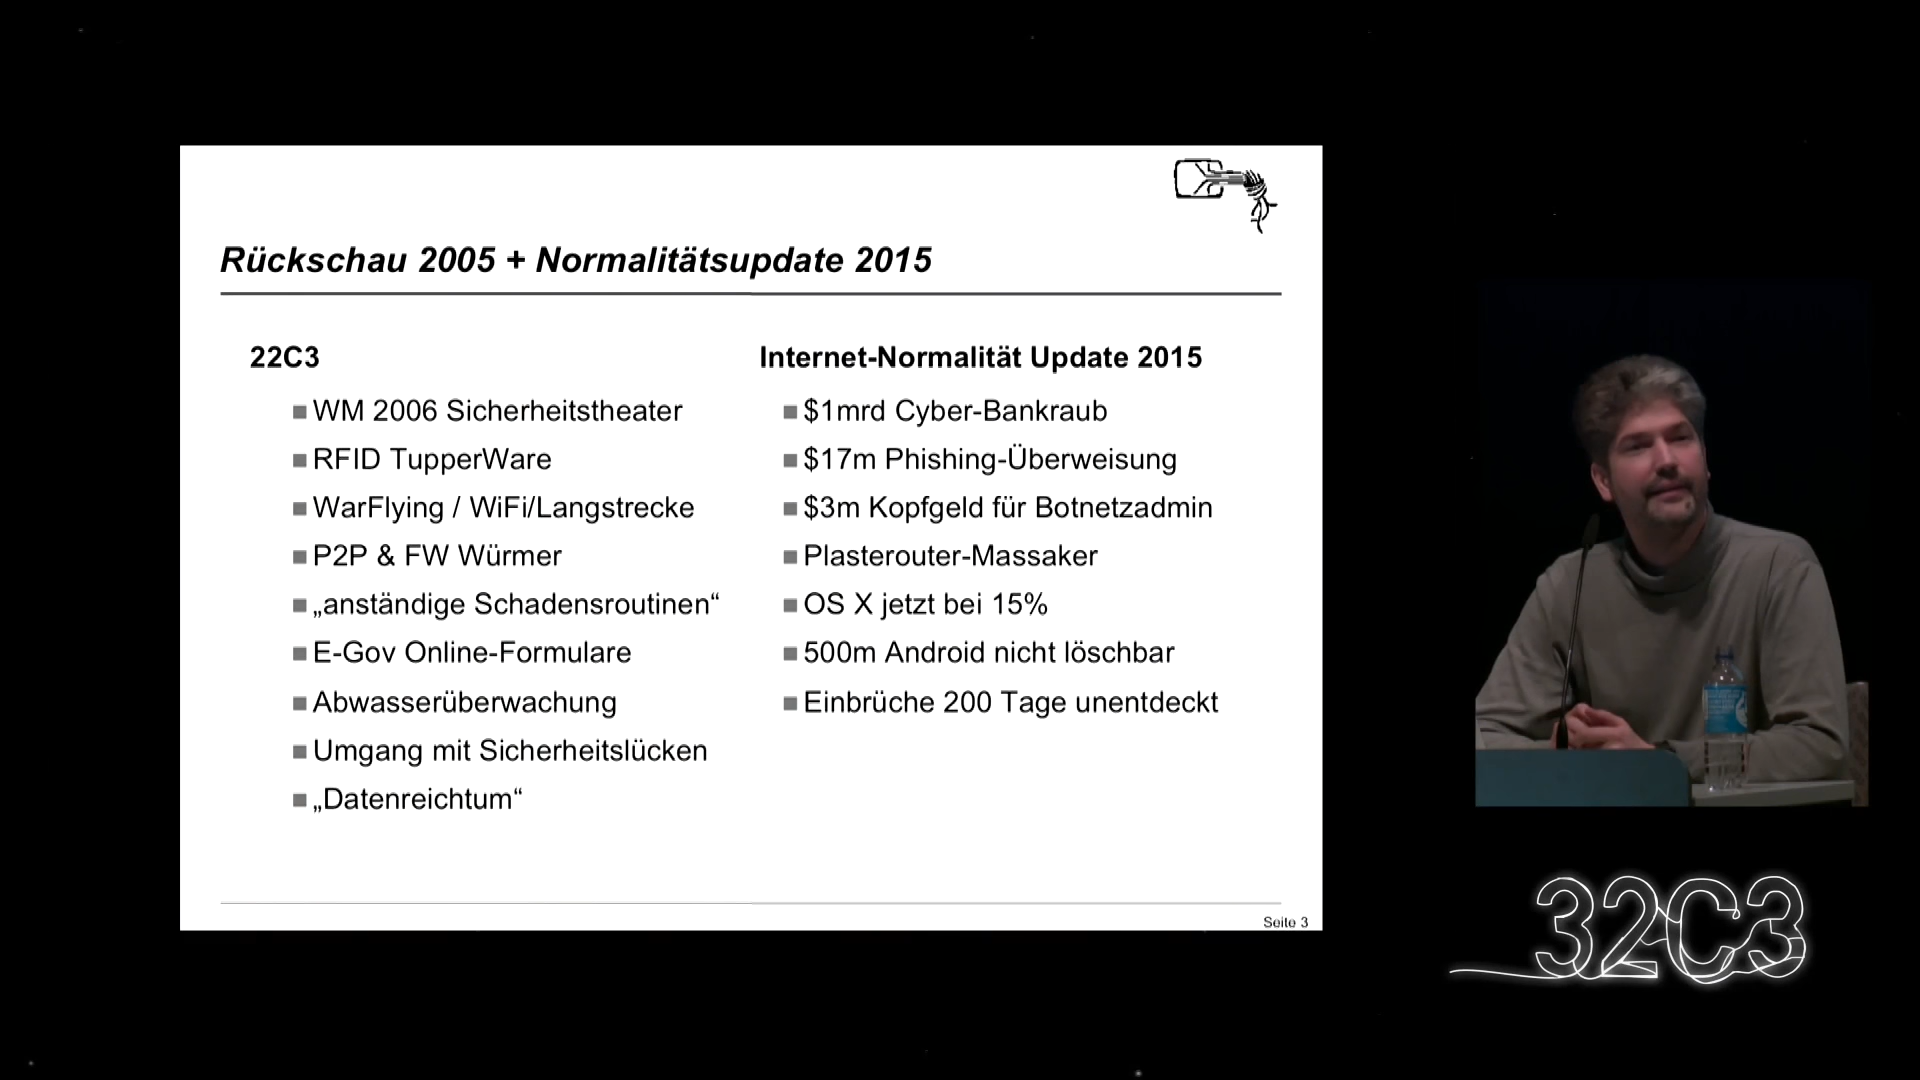 Rückschau 2005 + Normalitätsupdate 2015
22C3
WM 2006 Sicherheitstheater
RFID TupperWare
WarFlying / WiFi/Langstrecke
P2P & FW Würmer
„anständige Schadensroutinen“
E-Gov Online-Formulare
Abwasserüberwachung
Umgang mit Sicherheitslücken
„Datenreichtum“
Internet-Normalität Update 2015
$1mrd Cyber-Bankraub
$17m Phishing-Überweisung
$3m Kopfgeld für Botnetzadmin
Plasterouter-Massaker
OS X jetzt bei 15%
500m Android nicht löschbar
Einbrüche 200 Tage unentdeckt
Seite 3
32C3